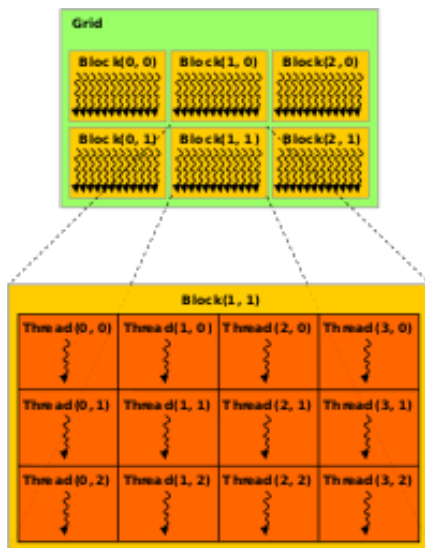 Grid
Block(0, 0) Block(1, 0) Block(2, 0)
Block(0, 1) Block(1, 1) Block(2, 1)
Block(1, 1)
Thread(0, 0) Thread(1, 0) Thread(2, 0) Thread(3, 0)
Thread(0, 1) Thread(1, 1) Thread(2, 1) Thread(3, 1)
Thread(0, 2) Thread(1, 2) Thread(2, 2) Thread(3, 2)